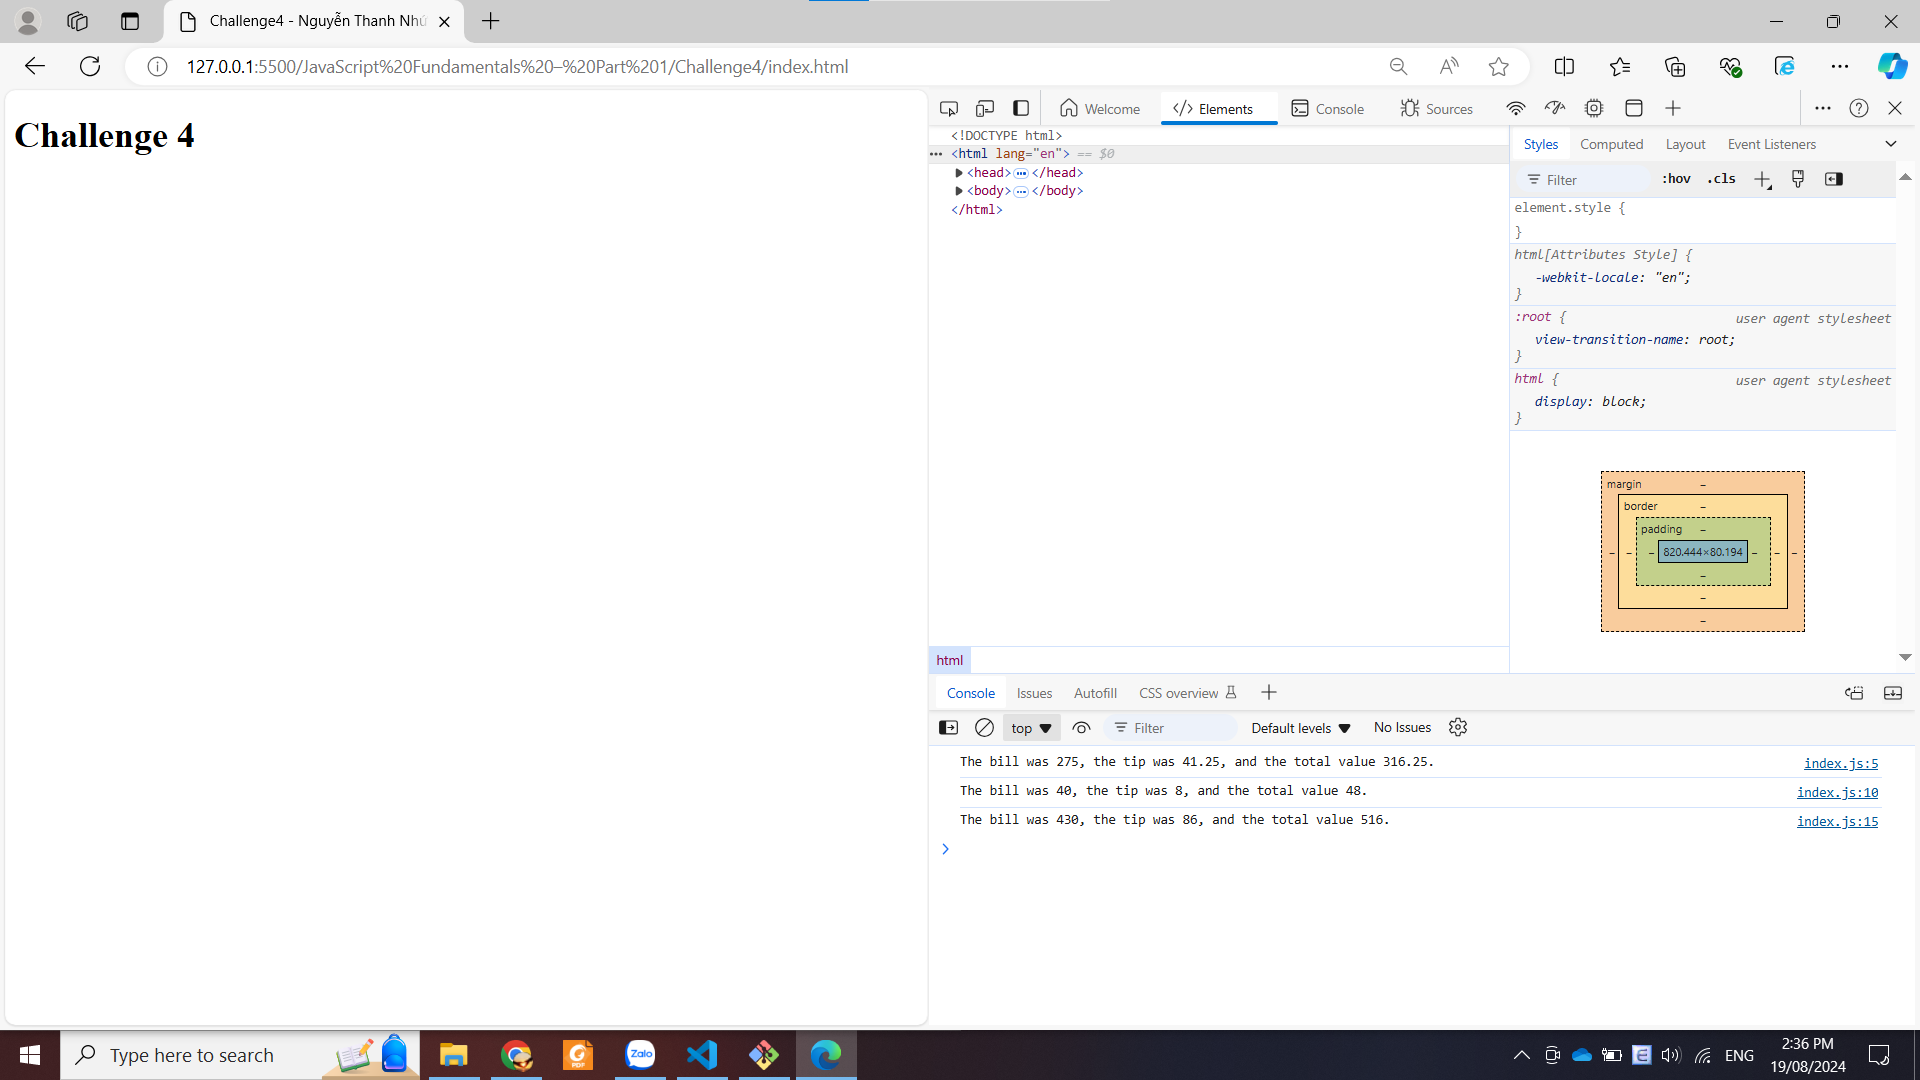 Challenge4 - Nguyễn Thanh Nhứ
127.0.0.1:5500/JavaScript%20Fundamentals%20–%20Part%201/Challenge4/index.html
Challenge 4
Welcome
Elements
Console
Sources
<!DOCTYPE html>
<html lang="en"> == $0
<head> </head>
<body> </body>
</html>
html
Styles
Computed
Layout
Event Listeners
Filter
:hov
.cls
element.style {
}
html[Attributes Style] {
-webkit-locale: "en";
}
:root {
user agent stylesheet
view-transition-name: root;
}
html {
user agent stylesheet
display: block;
}
margin
–
border
–
padding
–
– – – 820.444×80.194 – – –
–
–
–
Console
Issues
Autofill
CSS overview
top
Filter
Default levels
No Issues
The bill was 275, the tip was 41.25, and the total value 316.25.
index.js:5
The bill was 40, the tip was 8, and the total value 48.
index.js:10
The bill was 430, the tip was 86, and the total value 516.
index.js:15
Type here to search
PDF
Zalo
ENG
2:36 PM
19/08/2024